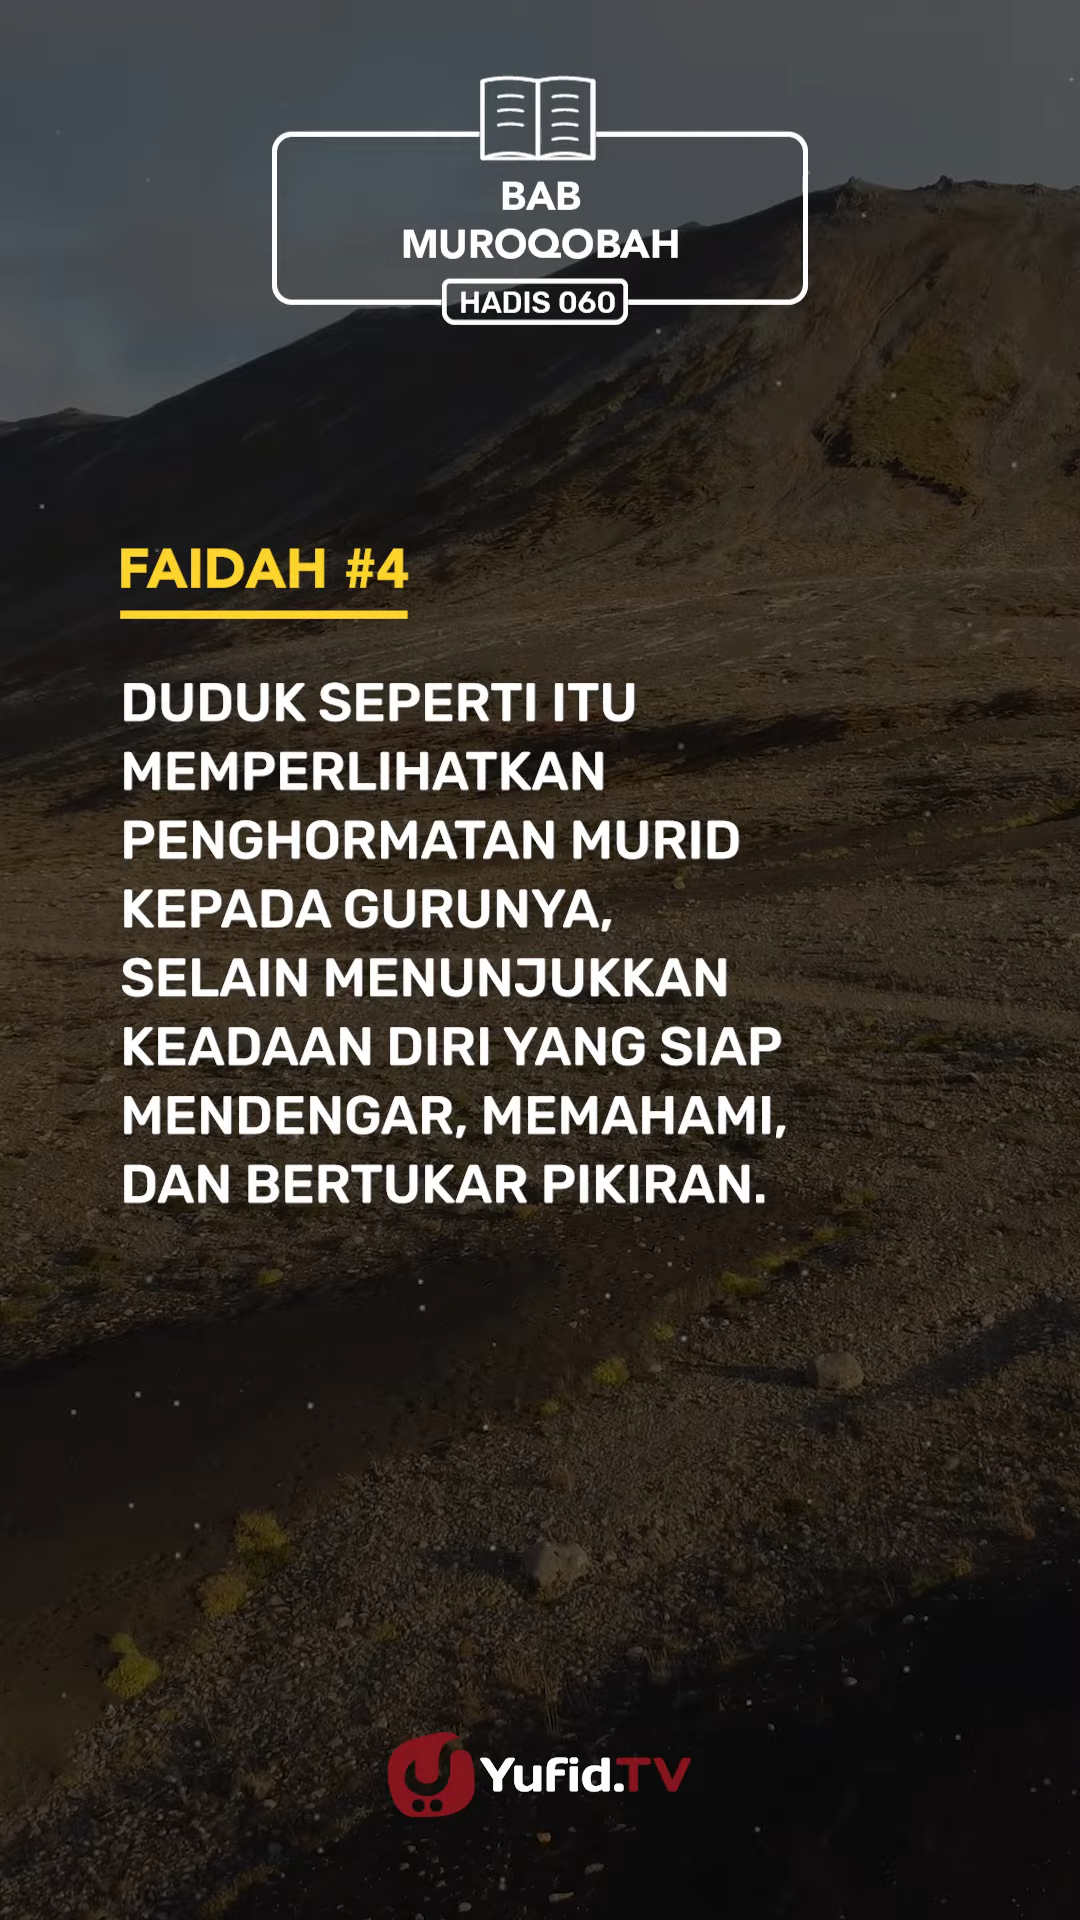 BAB
MUROQOBAH
HADIS 060
FAIDAH #4
DUDUK SEPERTI ITU
MEMPERLIHATKAN
PENGHORMATAN MURID
KEPADA GURUNYA,
SELAIN MENUNJUKKAN
KEADAAN DIRI YANG SIAP
MENDENGAR, MEMAHAMI,
DAN BERTUKAR PIKIRAN.
Yufid.TV